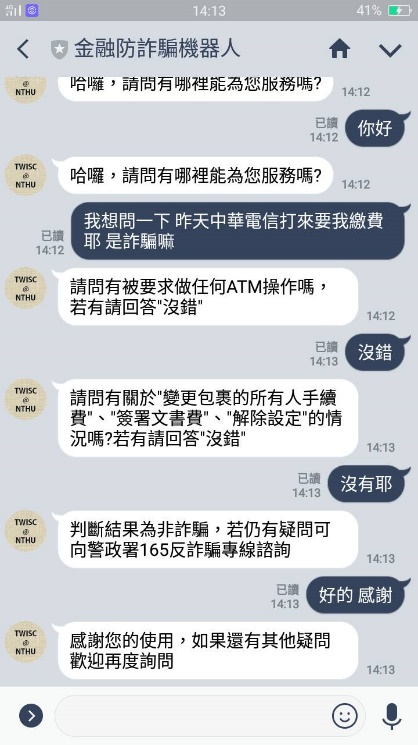 14:13
41%
金融防詐騙機器人
哈囉，請問有哪裡能為您服務嗎?
14:12
已讀
14:12
你好
TWISC
@
NTHU
哈囉，請問有哪裡能為您服務嗎?
14:12
已讀
14:12
我想問一下 昨天中華電信打來要我繳費
耶 是詐騙嘛
TWISC
@
NTHU
請問有被要求做任何ATM操作嗎，
若有請回答"沒錯"
14:12
已讀
14:13
沒錯
TWISC
@
NTHU
請問有關於"變更包裹的所有人手續
費"、"簽署文書費"、"解除設定"的情
況嗎?若有請回答"沒錯"
14:13
已讀
14:13
沒有耶
TWISC
@
NTHU
判斷結果為非詐騙，若仍有疑問可
向警政署165反詐騙專線諮詢
14:13
已讀
14:13
好的 感謝
TWISC
@
NTHU
感謝您的使用，如果還有其他疑問
歡迎再度詢問
14:13